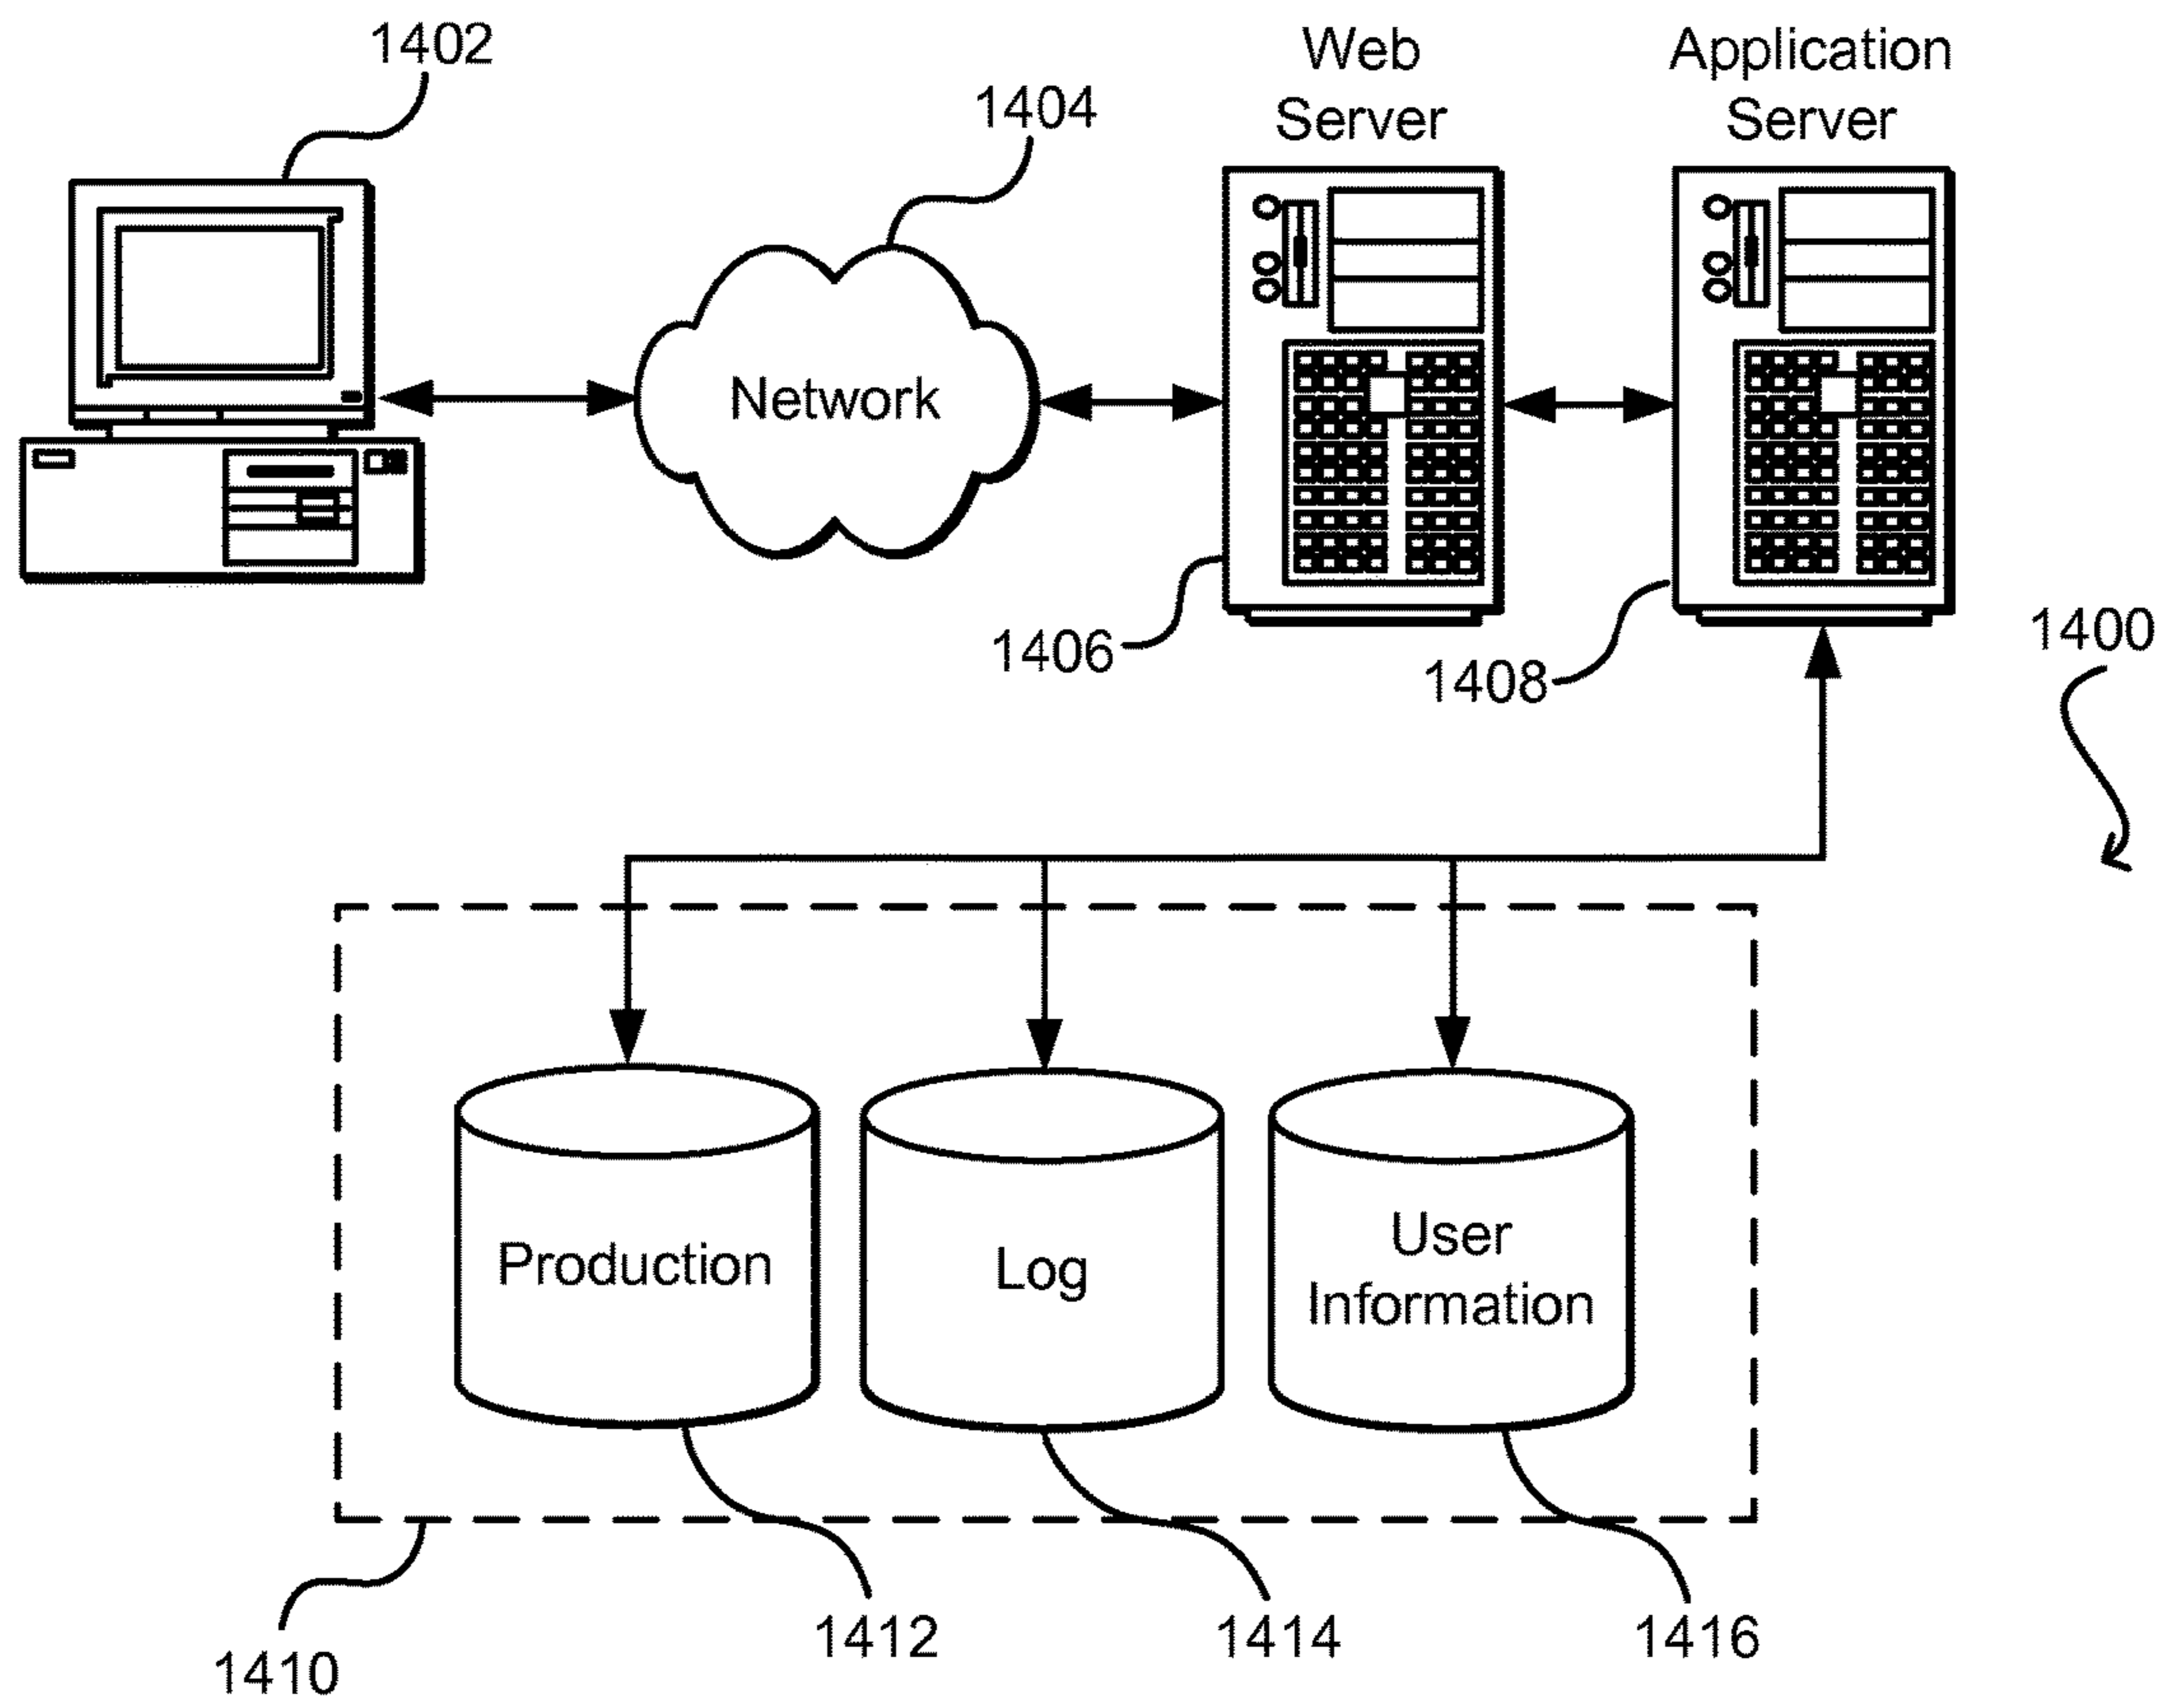 1402
1404
Web
Server
Application
Server
Network
1406
1408
1400
Production
Log
User
Information
1412
1414
1416
1410